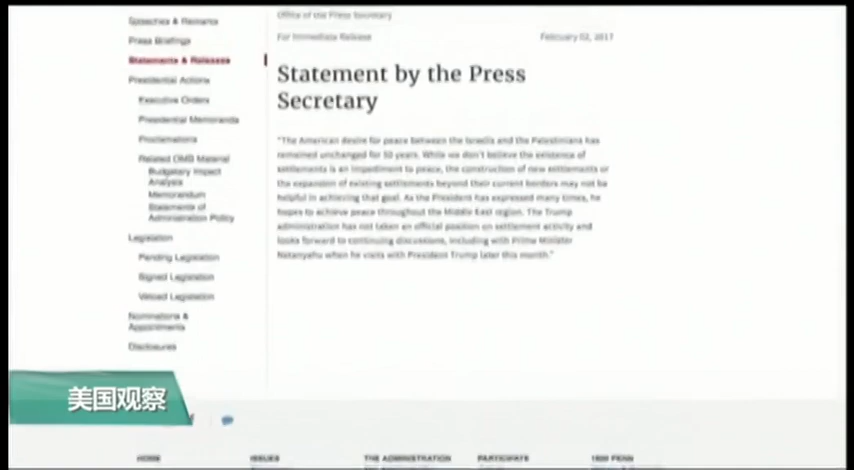 Speeches & Remarks
Press Briefings
Statements & Releases
Presidential Actions
Executive Orders
Presidential Memoranda
Proclamations
Related OMB Material
Budgetary Impact
Analysis
Memorandum
Statements of
Administration Policy
Legislation
Pending Legislation
Signed Legislation
Vetoed Legislation
Nominations &
Appointments
Disclosures
Office of the Press Secretary
For Immediate Release
February 02, 2017
Statement by the Press
Secretary
"The American desire for peace between the Israelis and the Palestinians has
remained unchanged for 50 years. While we don't believe the existence of
settlements is an impediment to peace, the construction of new settlements or
the expansion of existing settlements beyond their current borders may not be
helpful in achieving that goal. As the President has expressed many times, he
hopes to achieve peace throughout the Middle East region. The Trump
administration has not taken an official position on settlement activity and
looks forward to continuing discussions, including with Prime Minister
Netanyahu when he visits with President Trump later this month."
美国观察
HOME
ISSUES
THE ADMINISTRATION
PARTICIPATE
1600 PENN